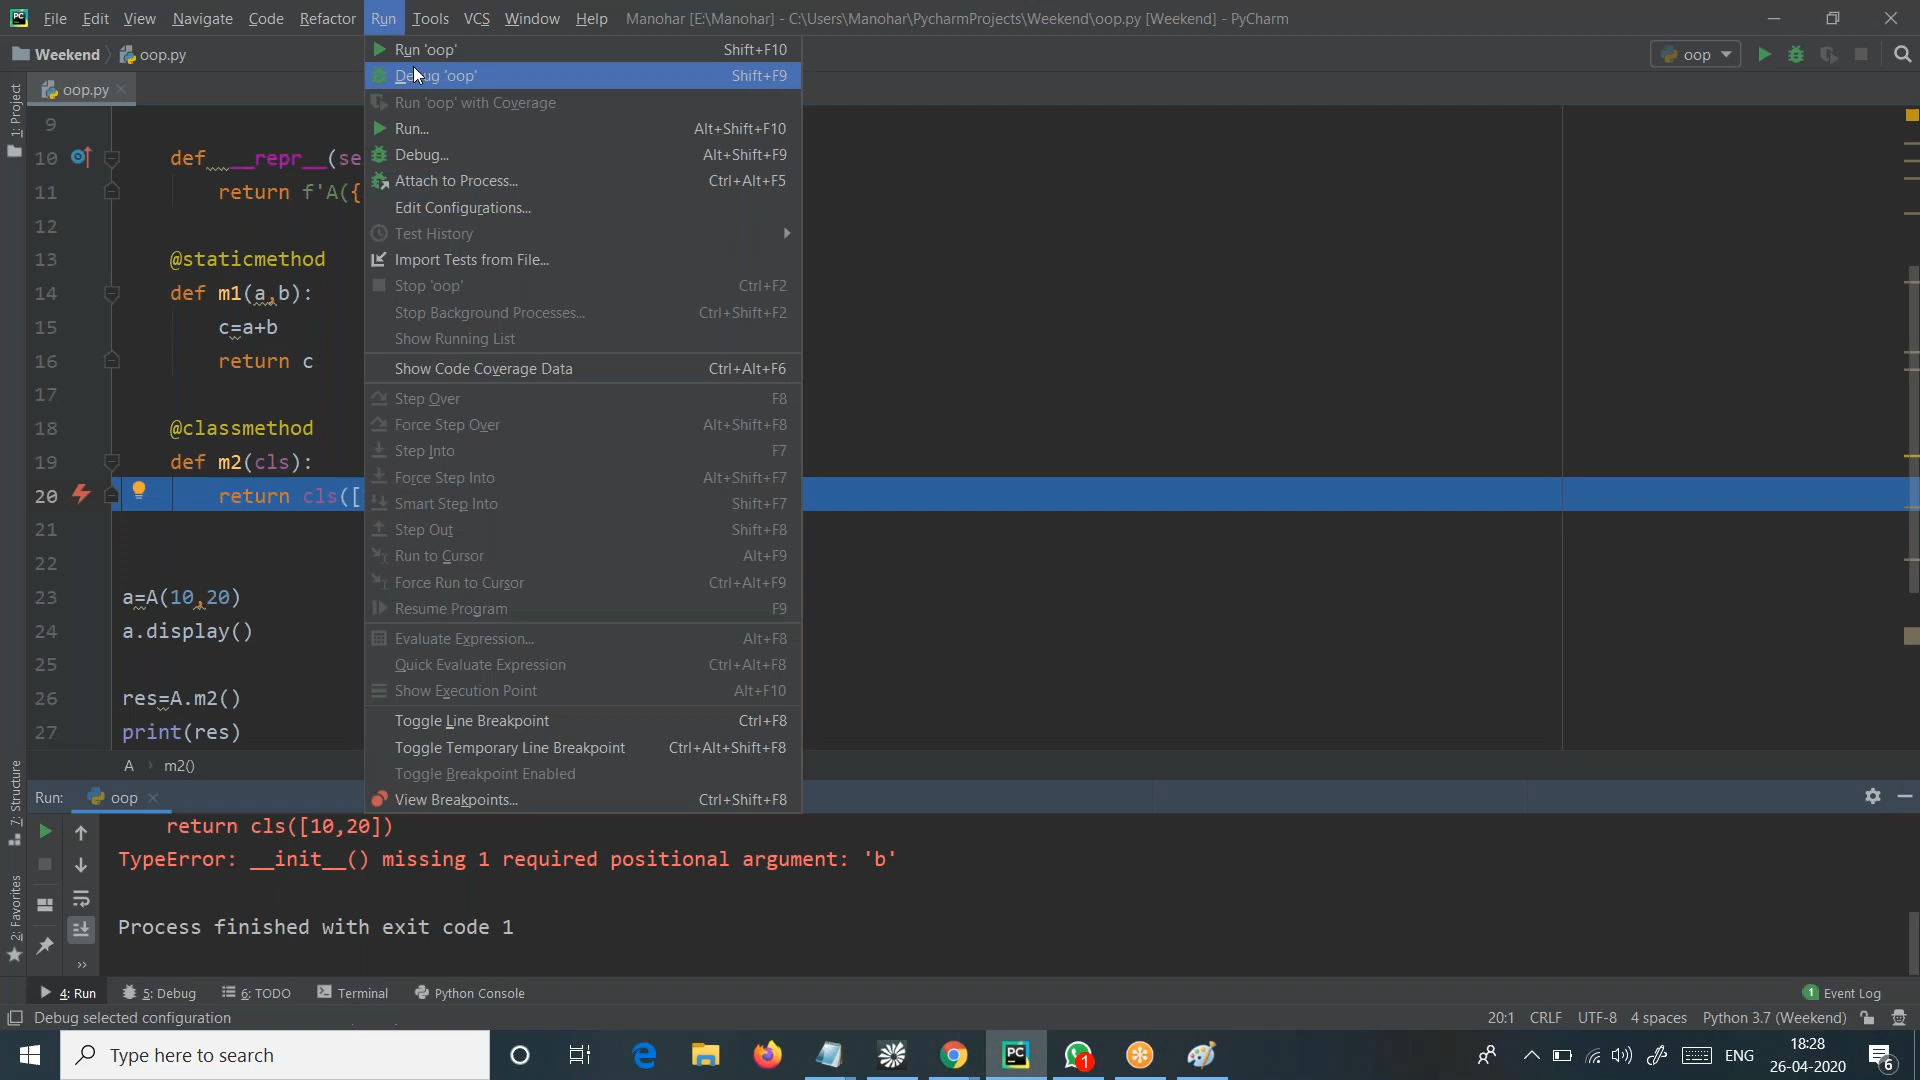 File Edit View Navigate Code Refactor Run Tools VCS Window Help Manohar [E:\Manohar] - C:\Users\Manohar\PycharmProjects\Weekend\oop.py [Weekend] - PyCharm
Weekend oop.py oop
oop.py
1: Project
7: Structure
2: Favorites
9
10 def __repr__(se
11 return f'A({
12
13 @staticmethod
14 def m1(a,b):
15 c=a+b
16 return c
17
18 @classmethod
19 def m2(cls):
20 return cls([
21
22
23 a=A(10,20)
24 a.display()
25
26 res=A.m2()
27 print(res)
A m2()
Run 'oop' Shift+F10
Debug 'oop' Shift+F9
Run 'oop' with Coverage
Run... Alt+Shift+F10
Debug... Alt+Shift+F9
Attach to Process... Ctrl+Alt+F5
Edit Configurations...
Test History
Import Tests from File...
Stop 'oop' Ctrl+F2
Stop Background Processes... Ctrl+Shift+F2
Show Running List
Show Code Coverage Data Ctrl+Alt+F6
Step Over F8
Force Step Over Alt+Shift+F8
Step Into F7
Force Step Into Alt+Shift+F7
Smart Step Into Shift+F7
Step Out Shift+F8
Run to Cursor Alt+F9
Force Run to Cursor Ctrl+Alt+F9
Resume Program F9
Evaluate Expression... Alt+F8
Quick Evaluate Expression Ctrl+Alt+F8
Show Execution Point Alt+F10
Toggle Line Breakpoint Ctrl+F8
Toggle Temporary Line Breakpoint Ctrl+Alt+Shift+F8
Toggle Breakpoint Enabled
View Breakpoints... Ctrl+Shift+F8
Run: oop
return cls([10,20])
TypeError: __init__() missing 1 required positional argument: 'b'
Process finished with exit code 1
4: Run 5: Debug 6: TODO Terminal Python Console 1 Event Log
Debug selected configuration 20:1 CRLF UTF-8 4 spaces Python 3.7 (Weekend)
Type here to search PC 1 ENG 18:28
26-04-2020 6